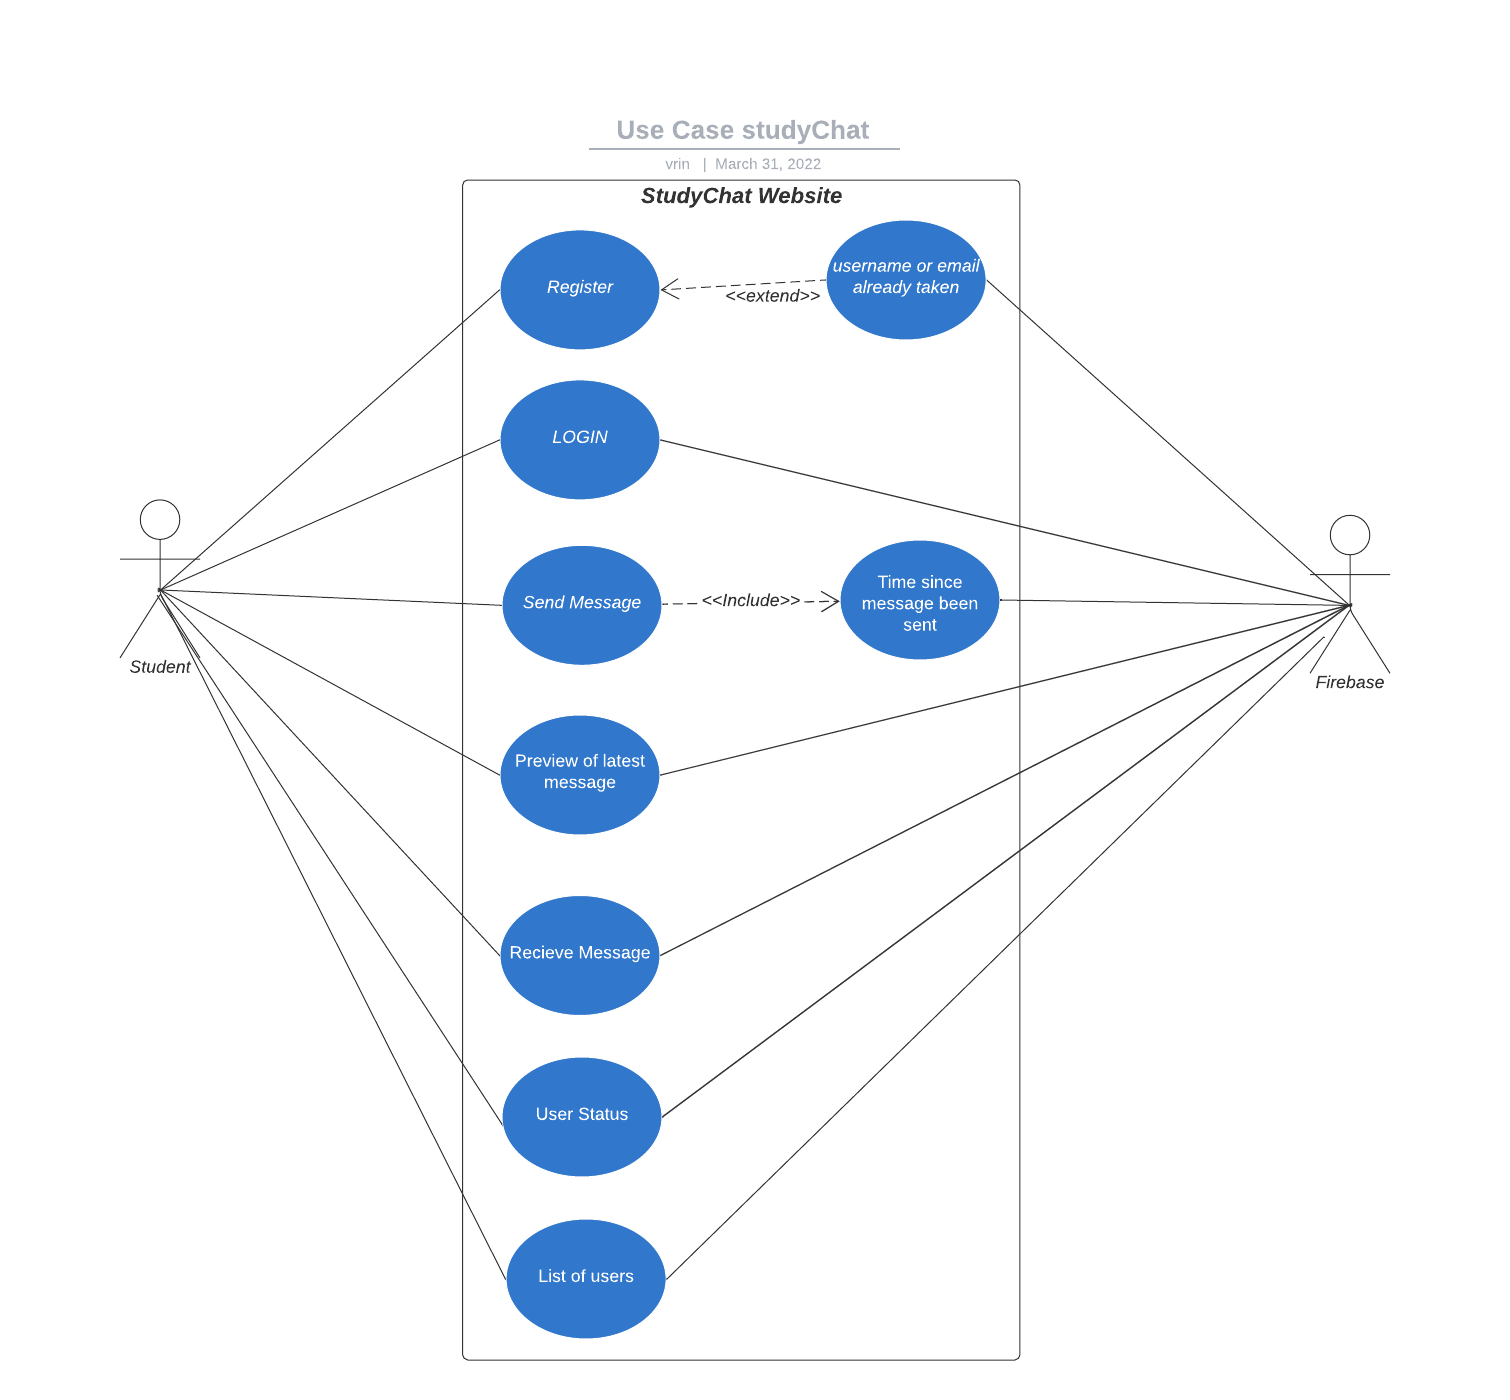 Use Case studyChat
vrin | March 31, 2022
StudyChat Website
Register
username or email
already taken
<<extend>>
LOGIN
Send Message
<<Include>>
Time since
message been
sent
Student
Firebase
Preview of latest
message
Recieve Message
User Status
List of users